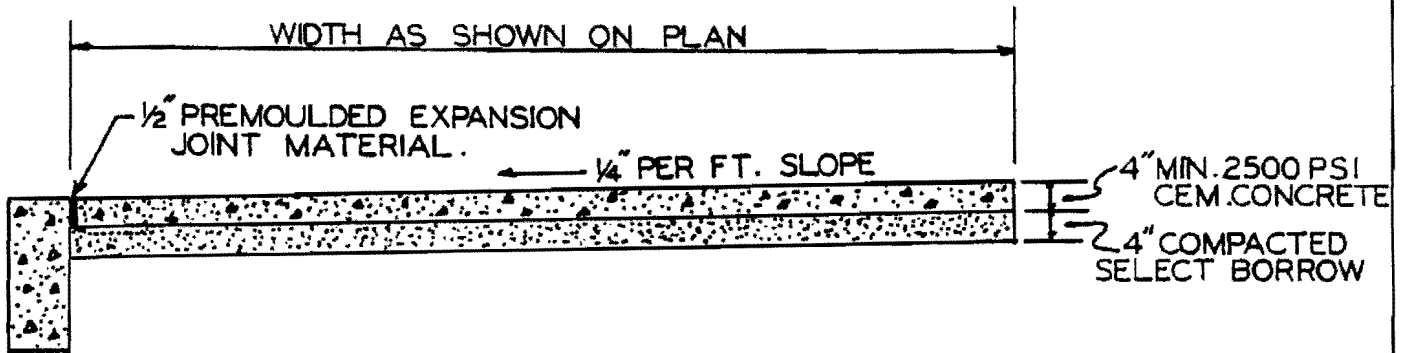 WIDTH AS SHOWN ON PLAN
½" PREMOULDED EXPANSION
JOINT MATERIAL.
¼" PER FT. SLOPE
4" MIN. 2500 PSI
CEM. CONCRETE
4" COMPACTED
SELECT BORROW